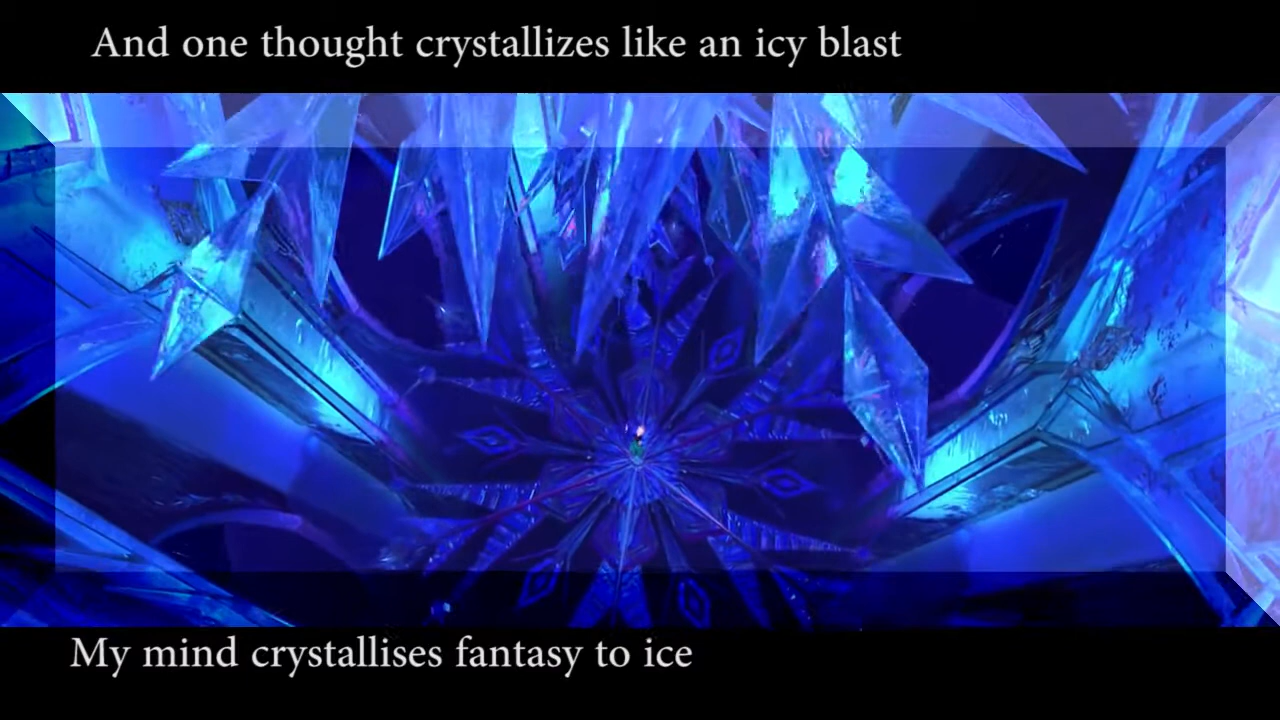 And one thought crystallizes like an icy blast
My mind crystallises fantasy to ice